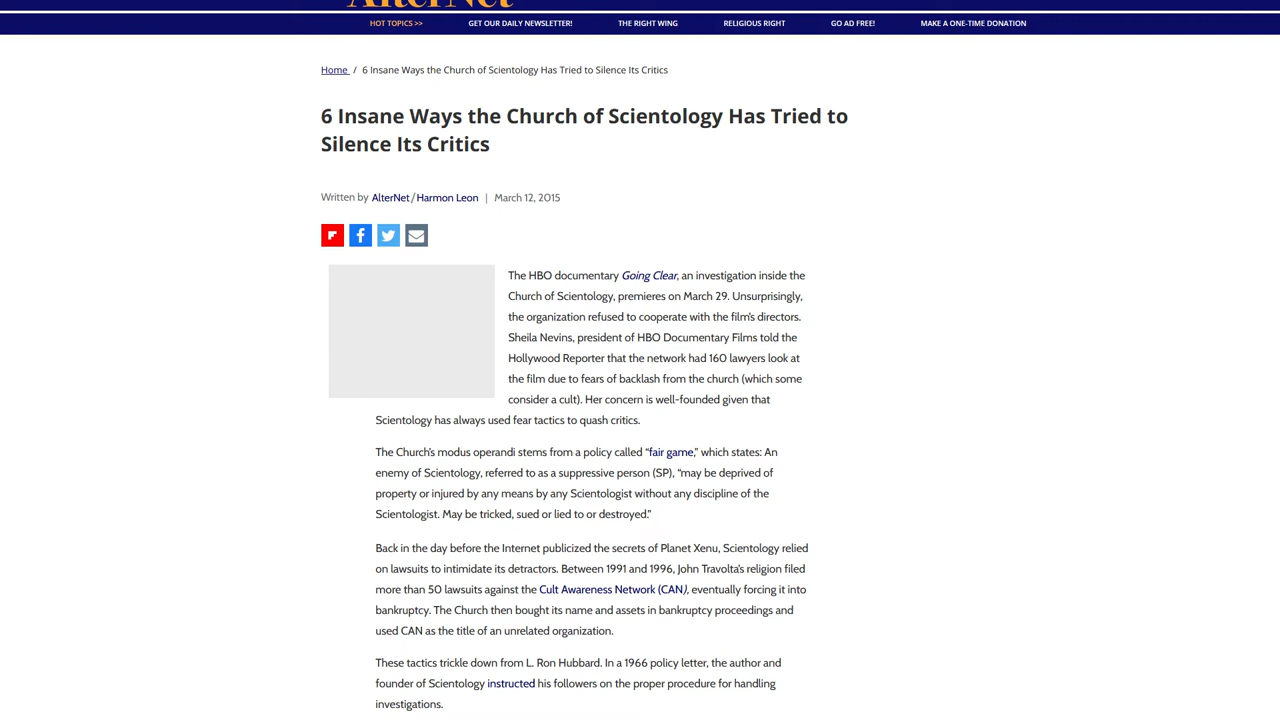 AlterNet
HOT TOPICS >> GET OUR DAILY NEWSLETTER! THE RIGHT WING RELIGIOUS RIGHT GO AD FREE! MAKE A ONE-TIME DONATION
Home / 6 Insane Ways the Church of Scientology Has Tried to Silence Its Critics
6 Insane Ways the Church of Scientology Has Tried to
Silence Its Critics
Written by AlterNet/Harmon Leon | March 12, 2015
The HBO documentary Going Clear, an investigation inside the
Church of Scientology, premieres on March 29. Unsurprisingly,
the organization refused to cooperate with the film's directors.
Sheila Nevins, president of HBO Documentary Films told the
Hollywood Reporter that the network had 160 lawyers look at
the film due to fears of backlash from the church (which some
consider a cult). Her concern is well-founded given that
Scientology has always used fear tactics to quash critics.
The Church's modus operandi stems from a policy called “fair game,” which states: An
enemy of Scientology, referred to as a suppressive person (SP), “may be deprived of
property or injured by any means by any Scientologist without any discipline of the
Scientologist. May be tricked, sued or lied to or destroyed.”
Back in the day before the Internet publicized the secrets of Planet Xenu, Scientology relied
on lawsuits to intimidate its detractors. Between 1991 and 1996, John Travolta's religion filed
more than 50 lawsuits against the Cult Awareness Network (CAN), eventually forcing it into
bankruptcy. The Church then bought its name and assets in bankruptcy proceedings and
used CAN as the title of an unrelated organization.
These tactics trickle down from L. Ron Hubbard. In a 1966 policy letter, the author and
founder of Scientology instructed his followers on the proper procedure for handling
investigations.